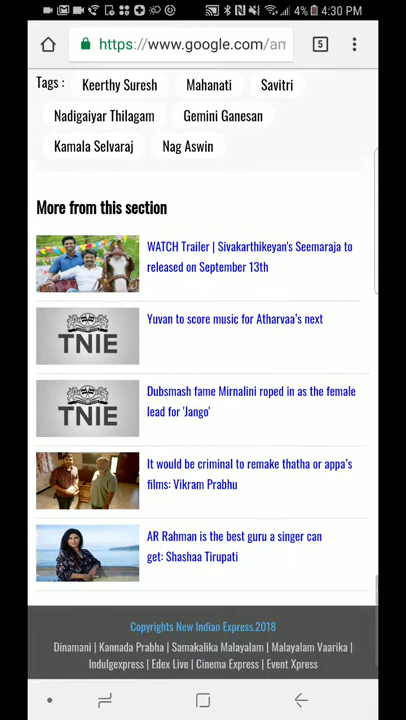 4% 4:30 PM
https://www.google.com/am
5
Tags :
Keerthy Suresh
Mahanati
Savitri
Nadigaiyar Thilagam
Gemini Ganesan
Kamala Selvaraj
Nag Aswin
More from this section
WATCH Trailer | Sivakarthikeyan's Seemaraja to
released on September 13th
TNIE
Yuvan to score music for Atharvaa’s next
TNIE
Dubsmash fame Mirnalini roped in as the female
lead for 'Jango'
It would be criminal to remake thatha or appa’s
films: Vikram Prabhu
AR Rahman is the best guru a singer can
get: Shashaa Tirupati
Copyrights New Indian Express.2018
Dinamani | Kannada Prabha | Samakalika Malayalam | Malayalam Vaarika |
Indulgexpress | Edex Live | Cinema Express | Event Xpress